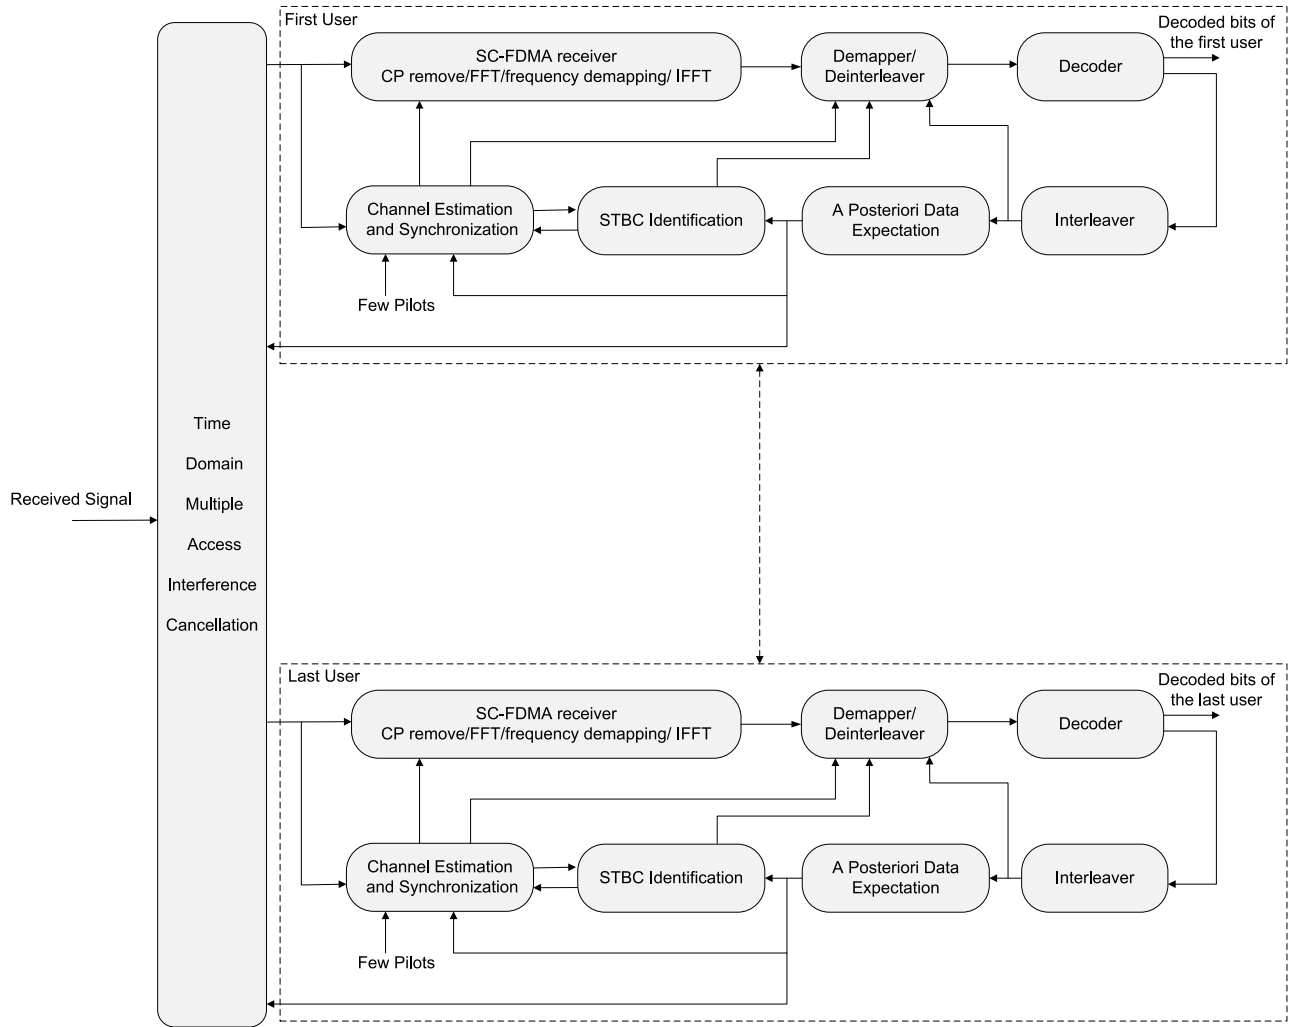 First User
Decoded bits of
the first user
SC-FDMA receiver
CP remove/FFT/frequency demapping/ IFFT
Demapper/
Deinterleaver
Decoder
Channel Estimation
and Synchronization
STBC Identification
A Posteriori Data
Expectation
Interleaver
Few Pilots
Received Signal
Time
Domain
Multiple
Access
Interference
Cancellation
Last User
Decoded bits of
the last user
SC-FDMA receiver
CP remove/FFT/frequency demapping/ IFFT
Demapper/
Deinterleaver
Decoder
Channel Estimation
and Synchronization
STBC Identification
A Posteriori Data
Expectation
Interleaver
Few Pilots